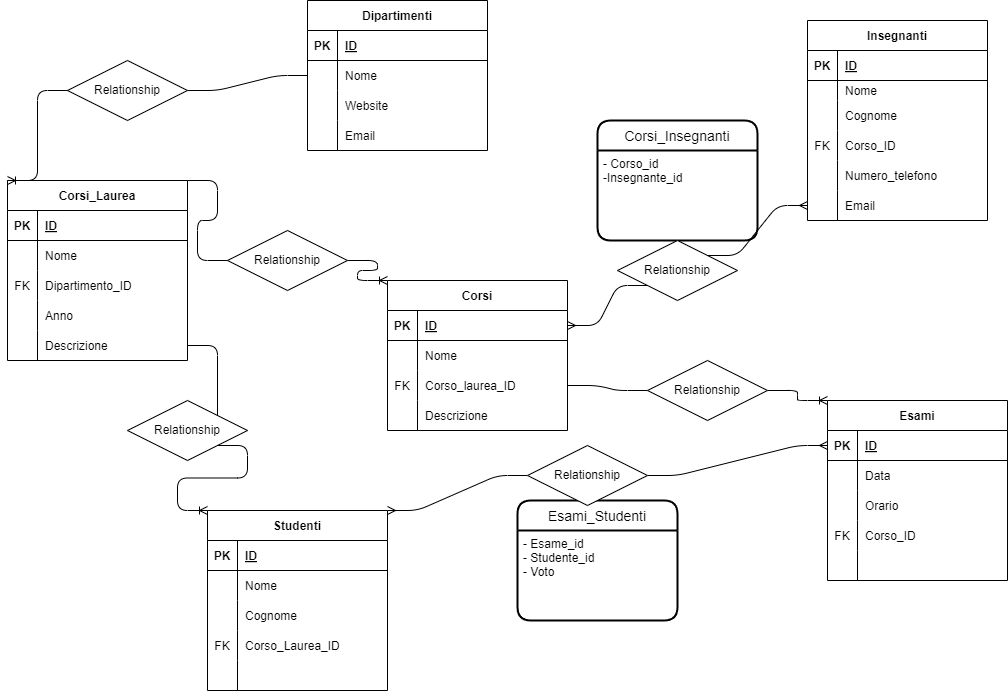 Dipartimenti
PK ID
Nome
Website
Email
Relationship
Insegnanti
PK ID
Nome
Cognome
FK Corso_ID
Numero_telefono
Email
Corsi_Insegnanti
- Corso_id
-Insegnante_id
Relationship
Corsi_Laurea
PK ID
Nome
FK Dipartimento_ID
Anno
Descrizione
Relationship
Corsi
PK ID
Nome
FK Corso_laurea_ID
Descrizione
Relationship
Esami
PK ID
Data
Orario
FK Corso_ID
Relationship
Relationship
Esami_Studenti
- Esame_id
- Studente_id
- Voto
Studenti
PK ID
Nome
Cognome
FK Corso_Laurea_ID